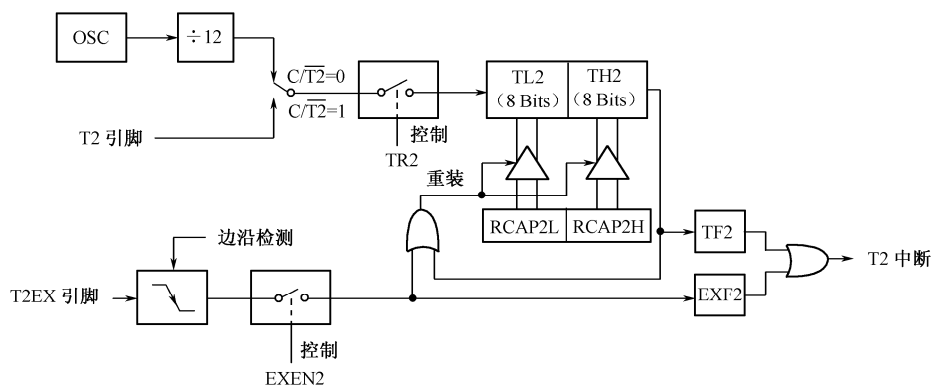 OSC
÷12
C/T2̅=0
C/T2̅=1
T2 引脚
控制
TR2
TL2
(8 Bits)
TH2
(8 Bits)
重装
RCAP2L
RCAP2H
TF2
T2 中断
边沿检测
T2EX 引脚
EXF2
控制
EXEN2